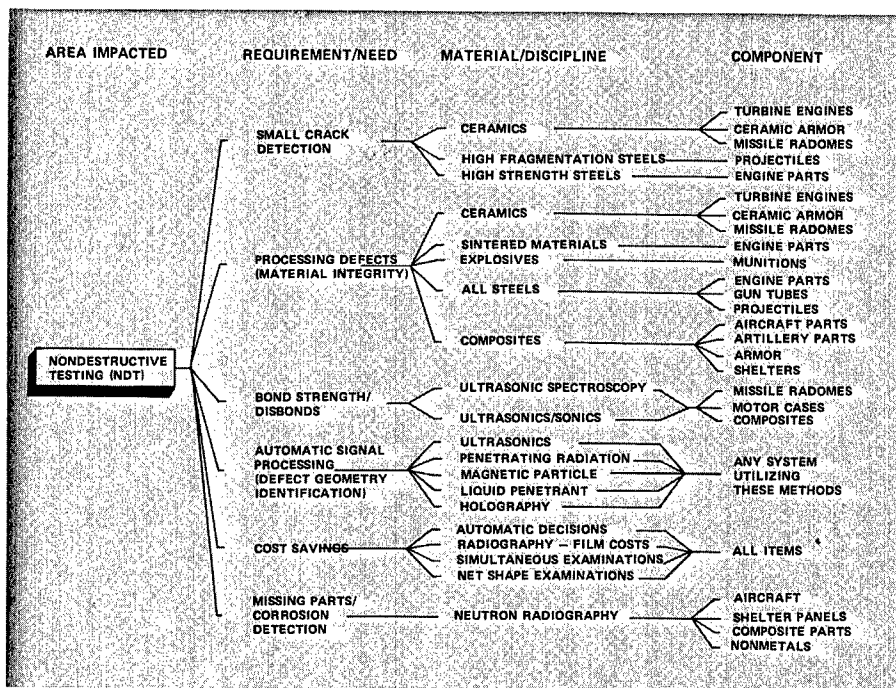 AREA IMPACTED
REQUIREMENT/NEED
MATERIAL/DISCIPLINE
COMPONENT
NONDESTRUCTIVE
TESTING (NDT)
SMALL CRACK
DETECTION
CERAMICS
TURBINE ENGINES
CERAMIC ARMOR
MISSILE RADOMES
HIGH FRAGMENTATION STEELS
PROJECTILES
HIGH STRENGTH STEELS
ENGINE PARTS
PROCESSING DEFECTS
(MATERIAL INTEGRITY)
CERAMICS
TURBINE ENGINES
CERAMIC ARMOR
MISSILE RADOMES
SINTERED MATERIALS
ENGINE PARTS
EXPLOSIVES
MUNITIONS
ALL STEELS
ENGINE PARTS
GUN TUBES
PROJECTILES
COMPOSITES
AIRCRAFT PARTS
ARTILLERY PARTS
ARMOR
SHELTERS
BOND STRENGTH/
DISBONDS
ULTRASONIC SPECTROSCOPY
ULTRASONICS/SONICS
MISSILE RADOMES
MOTOR CASES
COMPOSITES
AUTOMATIC SIGNAL
PROCESSING
(DEFECT GEOMETRY
IDENTIFICATION)
ULTRASONICS
PENETRATING RADIATION
MAGNETIC PARTICLE
LIQUID PENETRANT
HOLOGRAPHY
ANY SYSTEM
UTILIZING
THESE METHODS
COST SAVINGS
AUTOMATIC DECISIONS
RADIOGRAPHY – FILM COSTS
SIMULTANEOUS EXAMINATIONS
NET SHAPE EXAMINATIONS
ALL ITEMS
MISSING PARTS/
CORROSION
DETECTION
NEUTRON RADIOGRAPHY
AIRCRAFT
SHELTER PANELS
COMPOSITE PARTS
NONMETALS